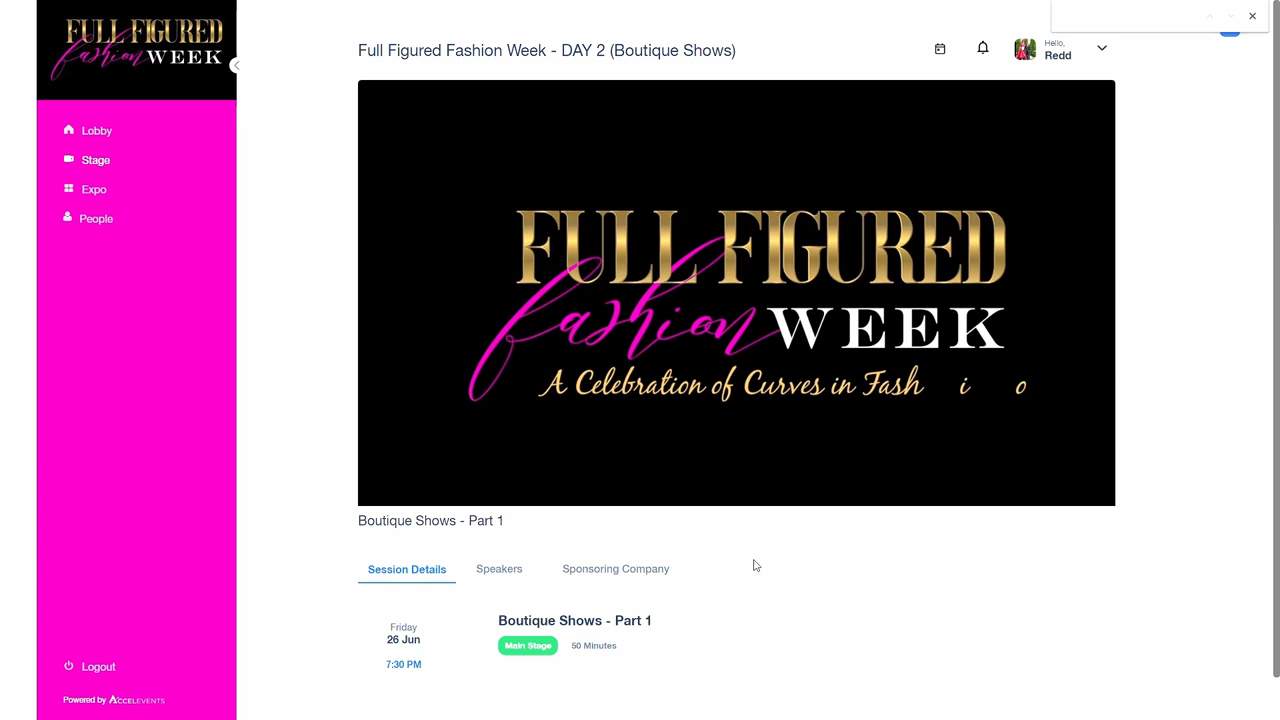 FULL FIGURED
fashion WEEK
Full Figured Fashion Week - DAY 2 (Boutique Shows)
Hello,
Redd
Lobby
Stage
Expo
People
FULL FIGURED
fashion WEEK
A Celebration of Curves in Fash i o
Boutique Shows - Part 1
Session Details
Speakers
Sponsoring Company
Friday
26 Jun
7:30 PM
Boutique Shows - Part 1
Main Stage
50 Minutes
Logout
Powered by ACCELEVENTS